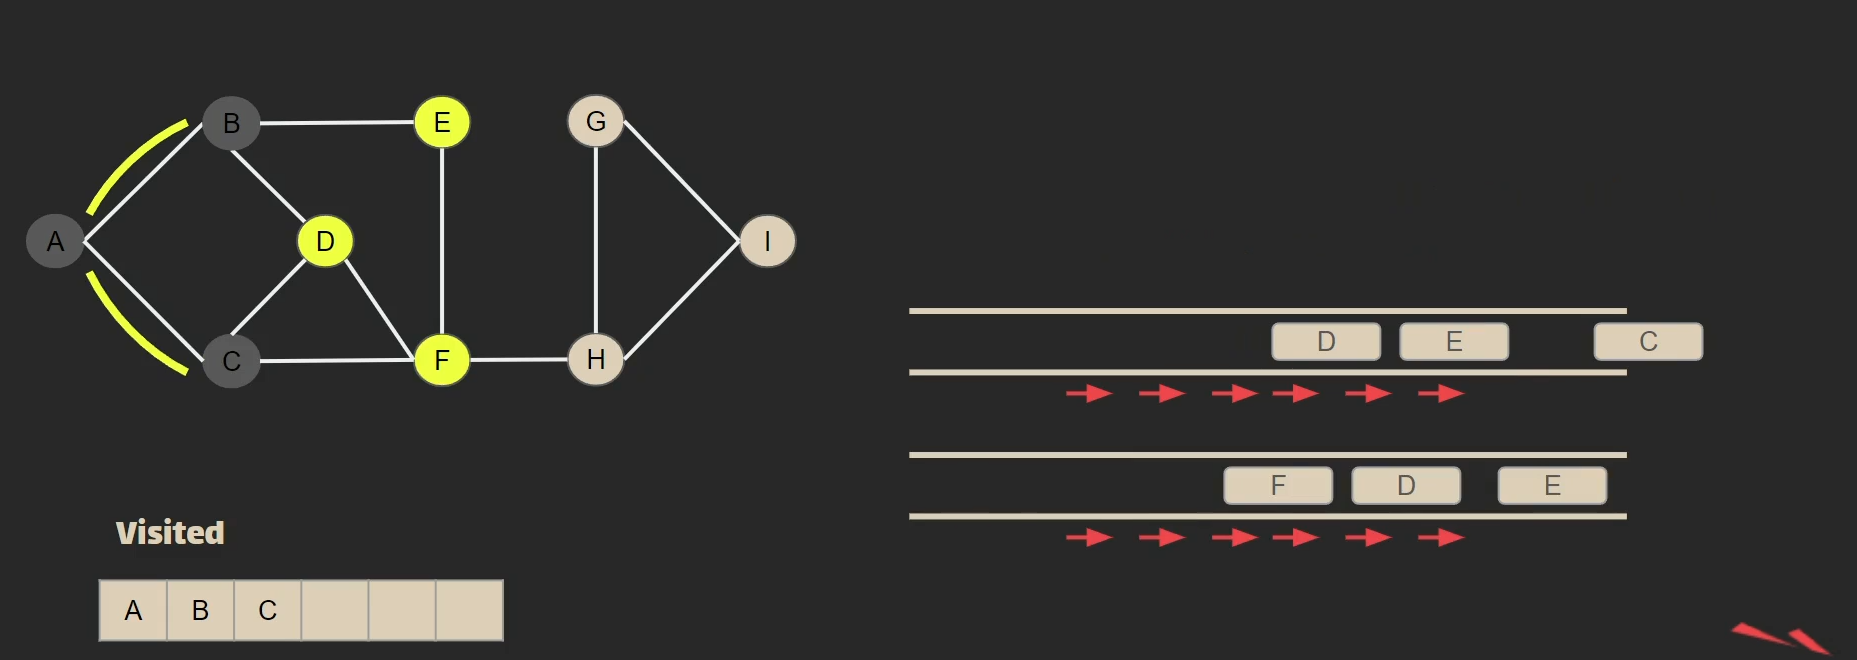 B E G
A D I
C F H
D E C
F D E
Visited
A B C